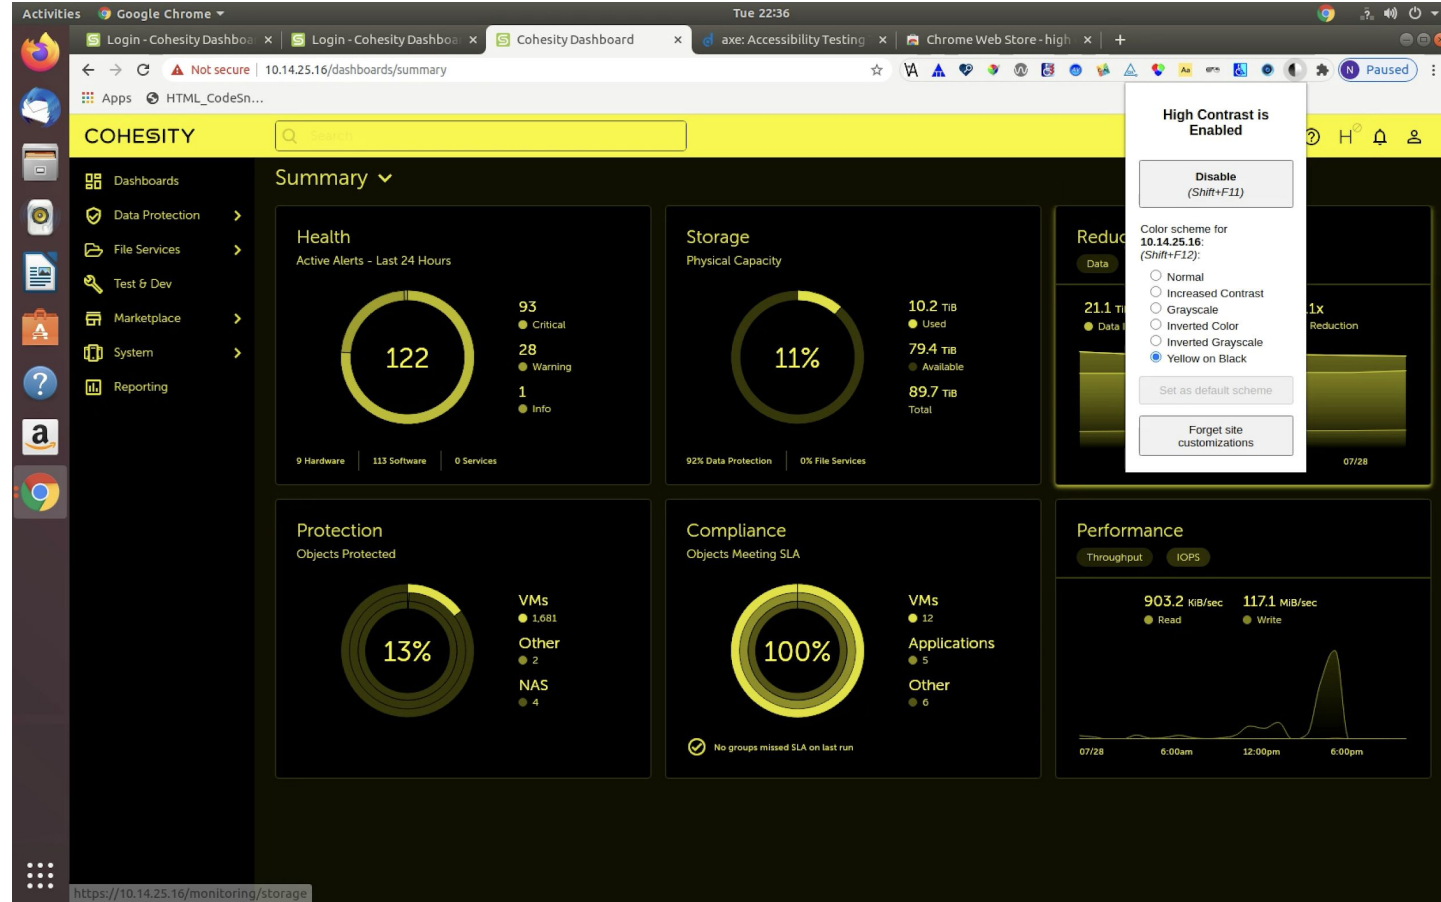 Activities Google Chrome Tue 22:36
Login - Cohesity Dashboa Login - Cohesity Dashboa Cohesity Dashboard axe: Accessibility Testing Chrome Web Store - high
Not secure 10.14.25.16/dashboards/summary Paused
Apps HTML_CodeSn...
COHESITY
Search
High Contrast is
Enabled
Disable
(Shift+F11)
Color scheme for
10.14.25.16:
(Shift+F12):
Normal
Increased Contrast
Grayscale
Inverted Color
Inverted Grayscale
Yellow on Black
Set as default scheme
Forget site
customizations
Dashboards
Data Protection
File Services
Test & Dev
Marketplace
System
Reporting
Summary
Health
Active Alerts - Last 24 Hours
122
93
Critical
28
Warning
1
Info
9 Hardware 113 Software 0 Services
Storage
Physical Capacity
11%
10.2 TiB
Used
79.4 TiB
Available
89.7 TiB
Total
92% Data Protection 0% File Services
Data
21.1
Reduction
07/28
Protection
Objects Protected
13%
VMs
1,681
Other
2
NAS
4
Compliance
Objects Meeting SLA
100%
VMs
12
Applications
5
Other
6
No groups missed SLA on last run
Performance
Throughput IOPS
903.2 KiB/sec 117.1 MiB/sec
Read Write
07/28 6:00am 12:00pm 6:00pm
https://10.14.25.16/monitoring/storage